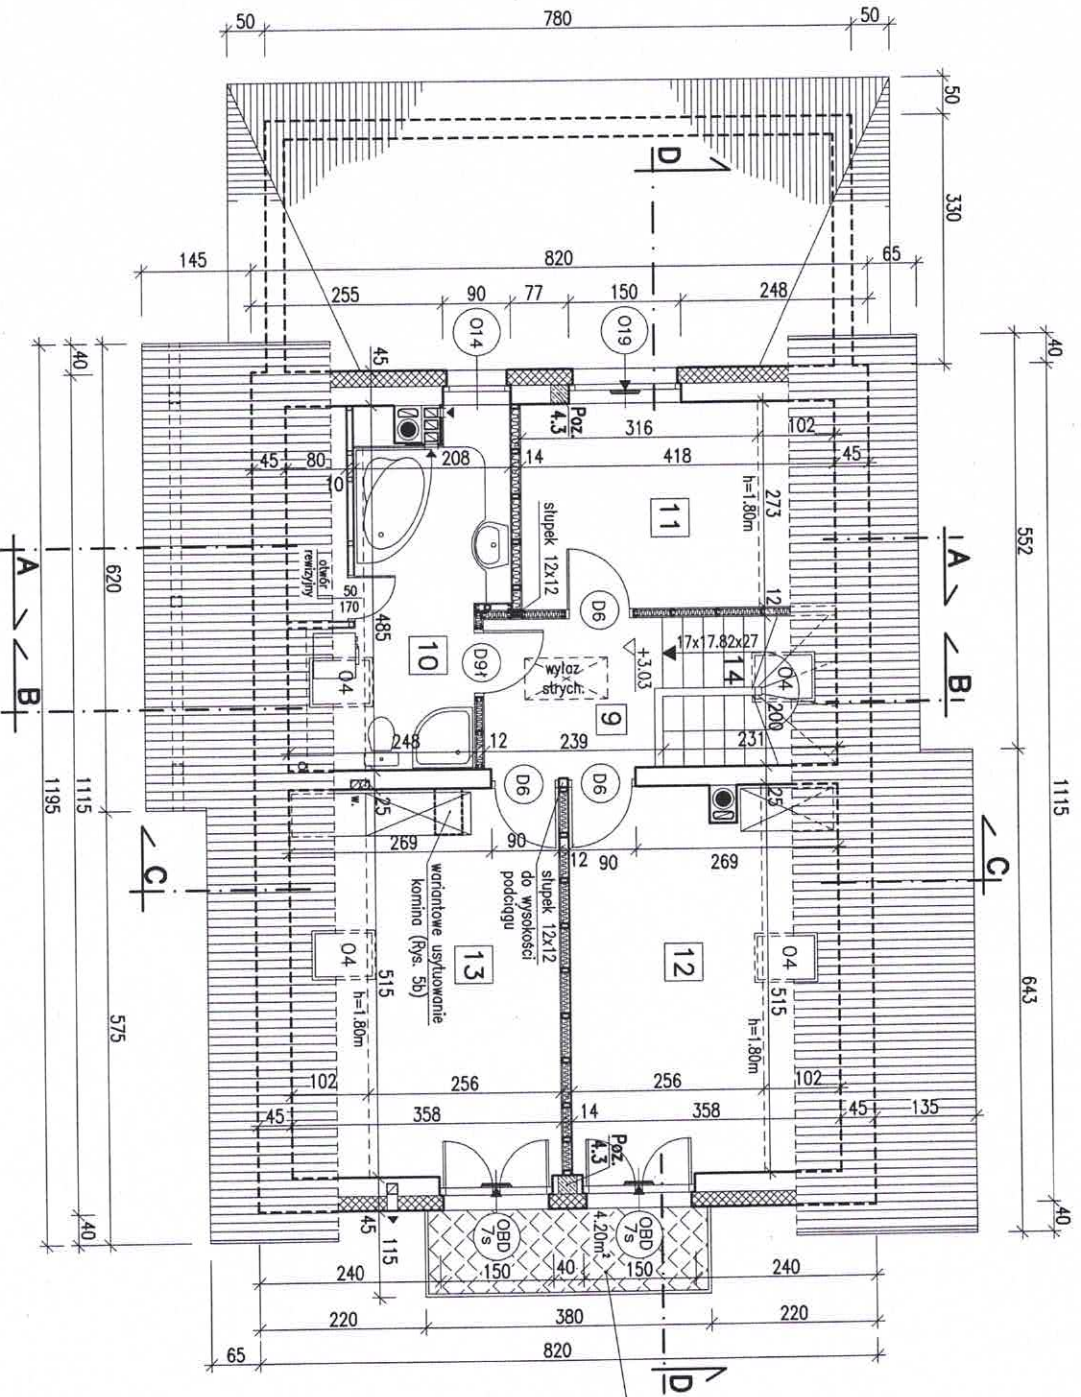 50
780
50
50
330
D
145
820
65
255
90
77
150
248
O14
O19
40
1115
552
40
45
Poz.
4.3
316
102
45
80
208
14
418
45
10
h=1.80m
273
11
słupek 12x12
A
A
620
otwór
rewizyjny
50
170
485
12
D6
17x17.82x27
10
D91
+3.03
14
O4
O4
wyłaz
strych.
B
B
9
200
248
12
239
231
D6
D6
25
w.
25
1195
1115
269
90
12
90
269
C
C
wariantowe usytuowanie
komina (Rys. 5b)
słupek 12x12
do wysokości
podciągu
O4
13
12
O4
515
515
h=1.80m
h=1.80m
643
575
102
256
256
102
45
358
14
358
45
135
Poz.
4.3
40
45
115
OBD
7s
4.20m²
OBD
7s
40
240
150
40
150
240
220
380
220
65
820
D